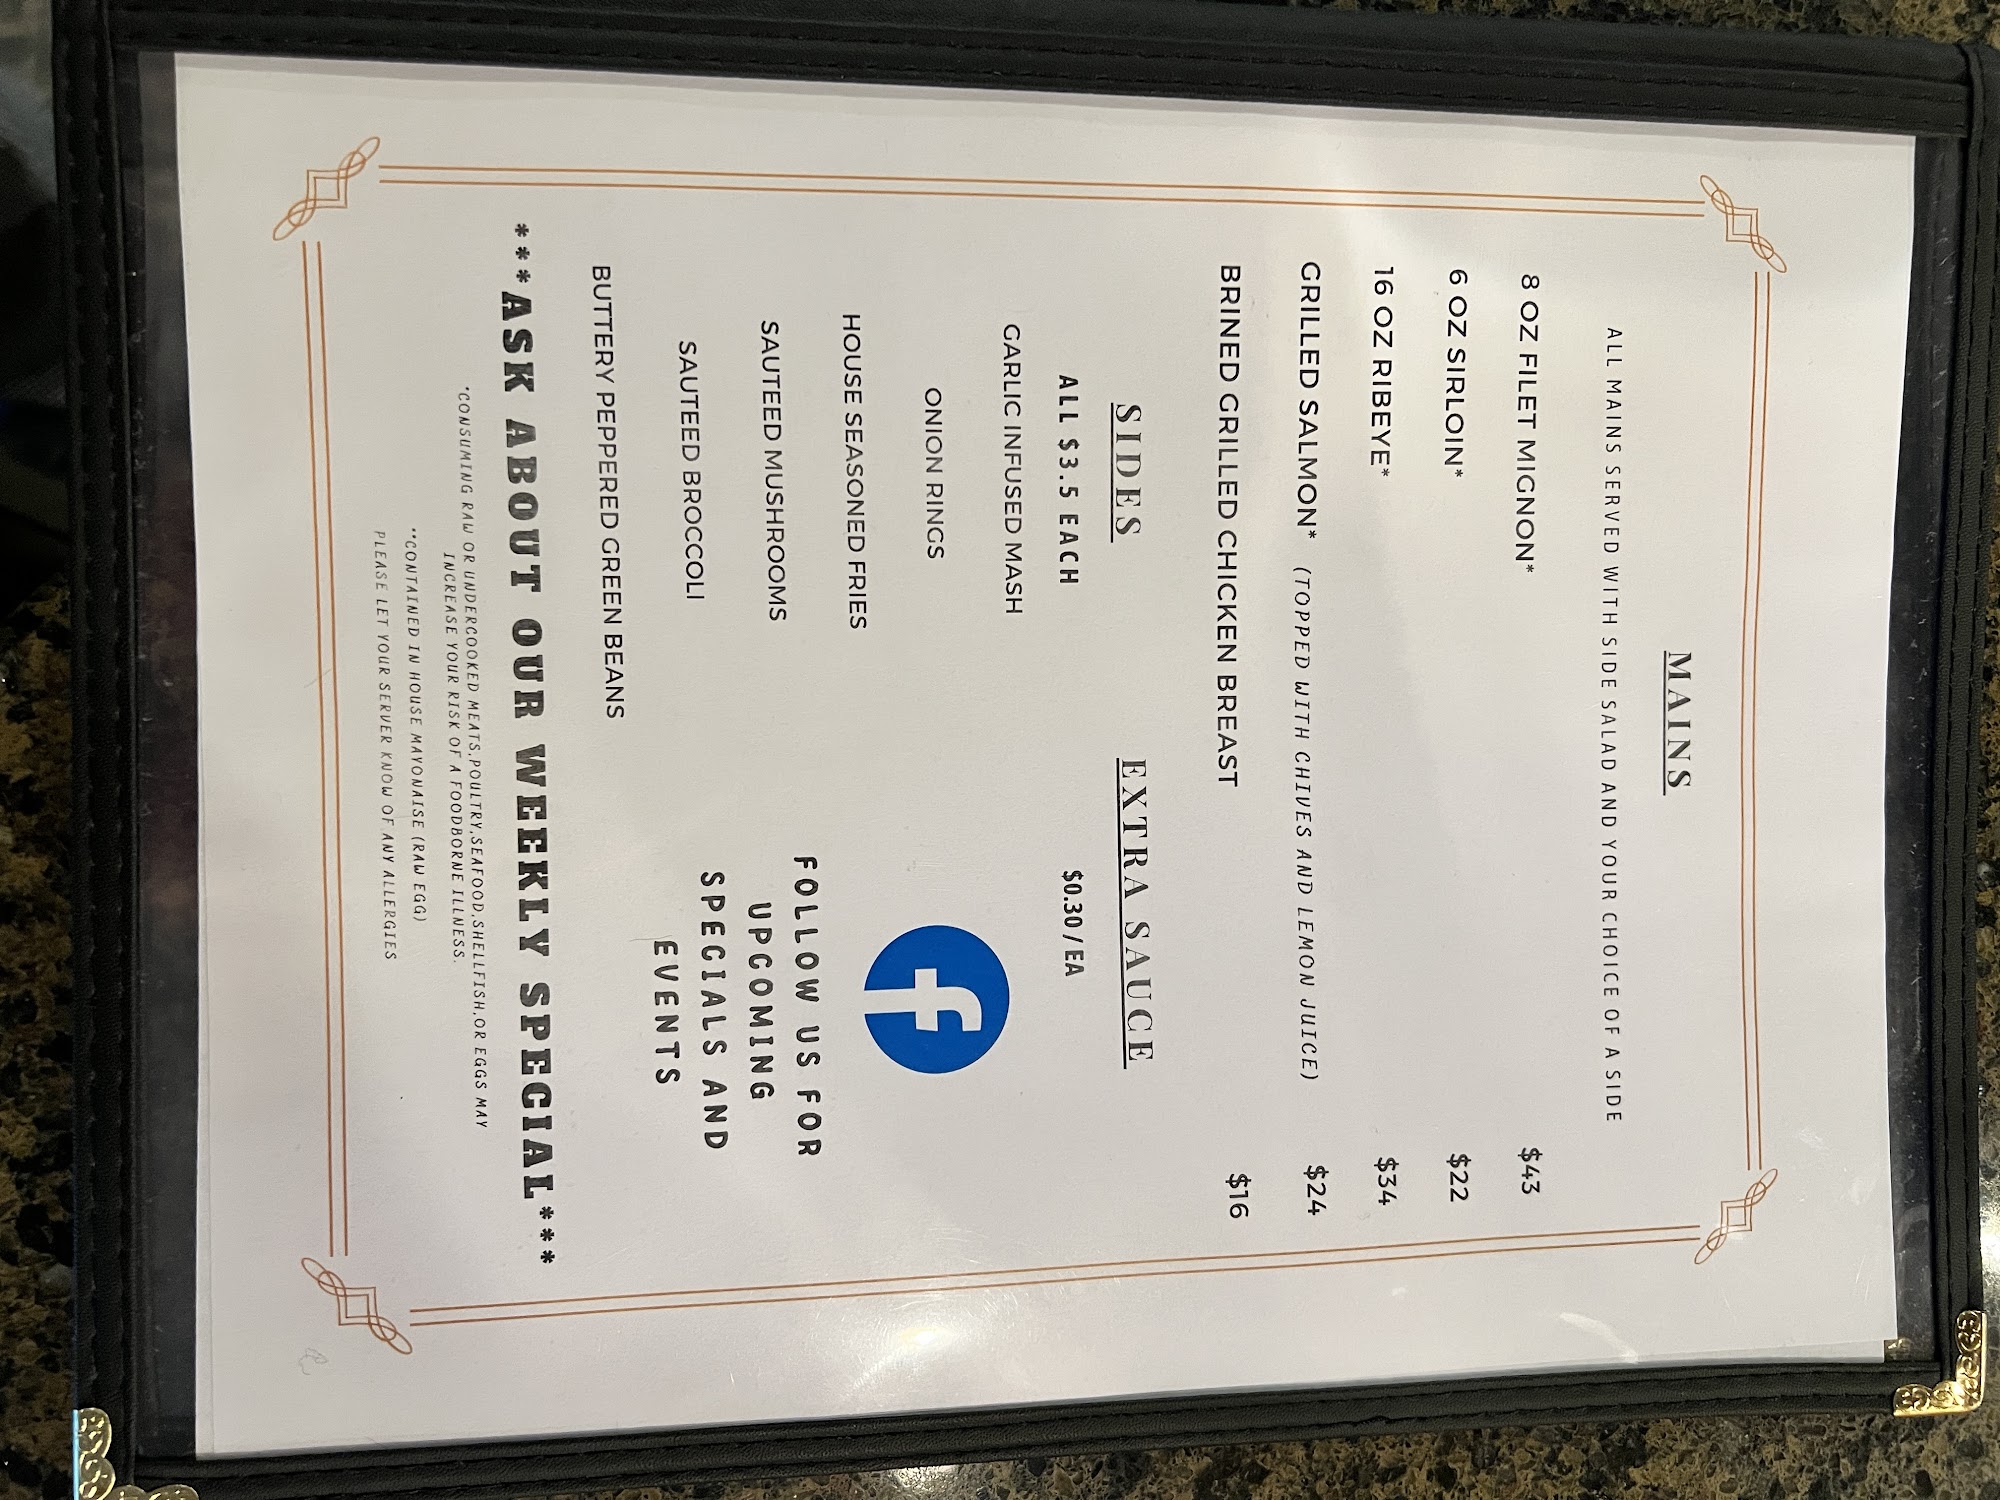 MAINS
ALL MAINS SERVED WITH SIDE SALAD AND YOUR CHOICE OF A SIDE
8 OZ FILET MIGNON* $43
6 OZ SIRLOIN* $22
16 OZ RIBEYE* $34
GRILLED SALMON* (TOPPED WITH CHIVES AND LEMON JUICE) $24
BRINED GRILLED CHICKEN BREAST $16
SIDES
ALL $3.5 EACH
GARLIC INFUSED MASH
ONION RINGS
HOUSE SEASONED FRIES
SAUTEED MUSHROOMS
SAUTEED BROCCOLI
BUTTERY PEPPERED GREEN BEANS
EXTRA SAUCE
$0.30/EA
f
FOLLOW US FOR
UPCOMING
SPECIALS AND
EVENTS
***ASK ABOUT OUR WEEKLY SPECIAL***
*CONSUMING RAW OR UNDERCOOKED MEATS,POULTRY,SEAFOOD,SHELLFISH,OR EGGS MAY
INCREASE YOUR RISK OF A FOODBORNE ILLNESS.
**CONTAINED IN HOUSE MAYONAISE (RAW EGG)
PLEASE LET YOUR SERVER KNOW OF ANY ALLERGIES